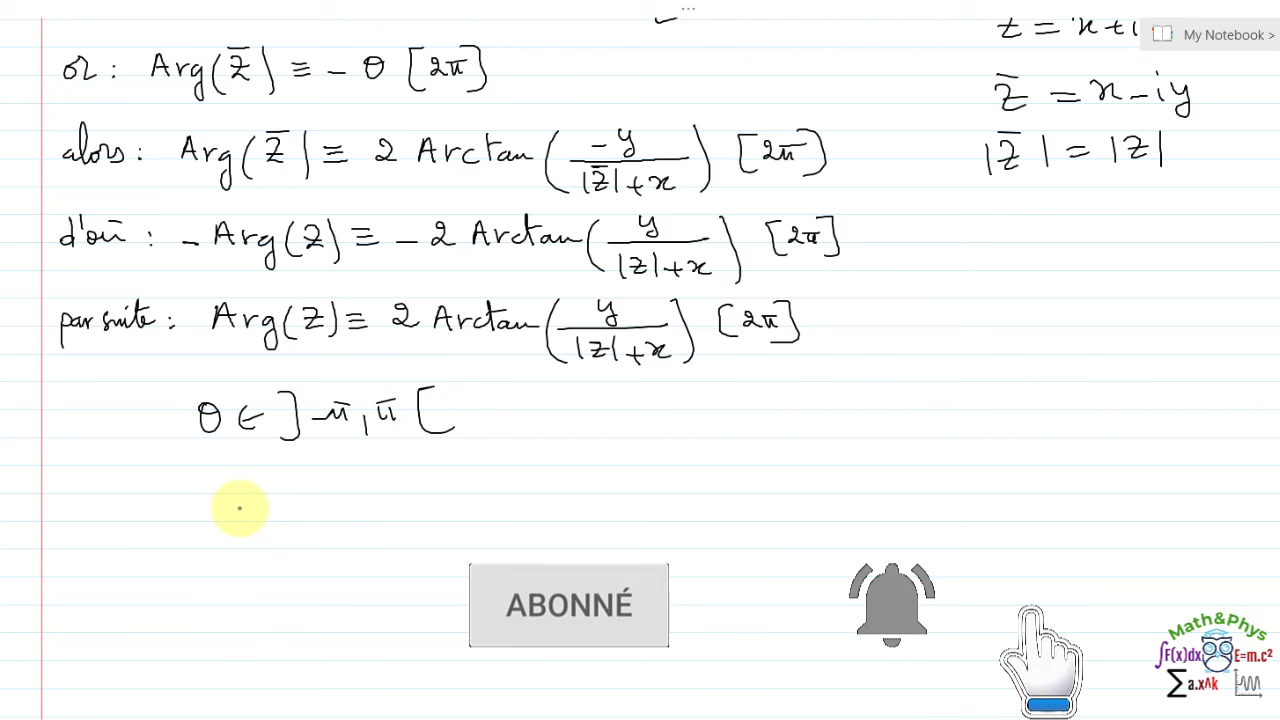 z = x + i
My Notebook >
or : Arg(z̄) ≡ - θ [2π]
z̄ = x - iy
alors : Arg(z̄) ≡ 2 Arctan(-y / (|z̄| + x)) [2π]
|z̄| = |z|
d'où : - Arg(z) ≡ - 2 Arctan(y / (|z| + x)) [2π]
par suite : Arg(z) ≡ 2 Arctan(y / (|z| + x)) [2π]
θ ∈ ]-π, π[
ABONNÉ
Math&Phys
∫F(x)dx E=m.c²
∑ a.x^k